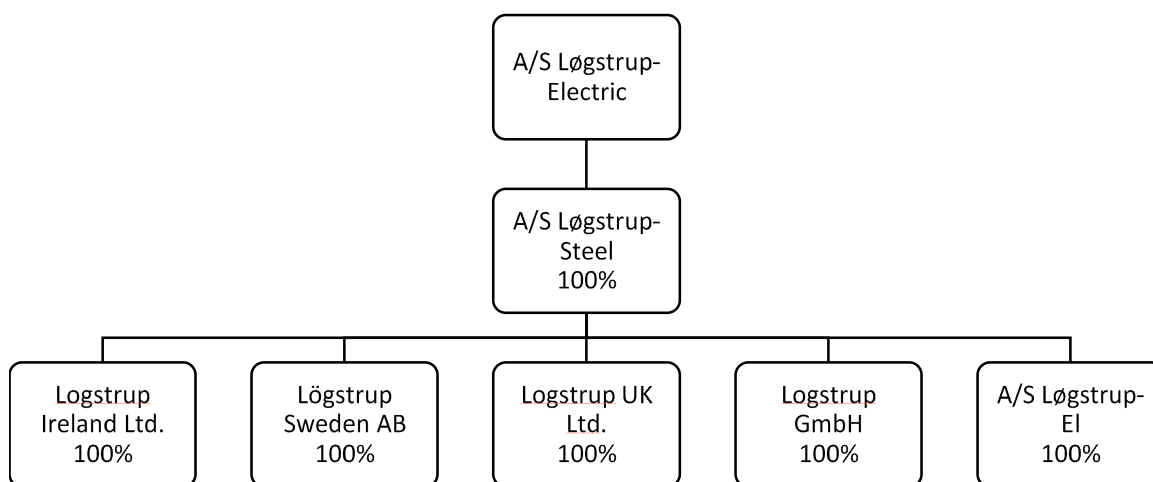 A/S Løgstrup-
Electric
A/S Løgstrup-
Steel
100%
Logstrup
Ireland Ltd.
100%
Lögstrup
Sweden AB
100%
Logstrup UK
Ltd.
100%
Logstrup
GmbH
100%
A/S Løgstrup-
El
100%